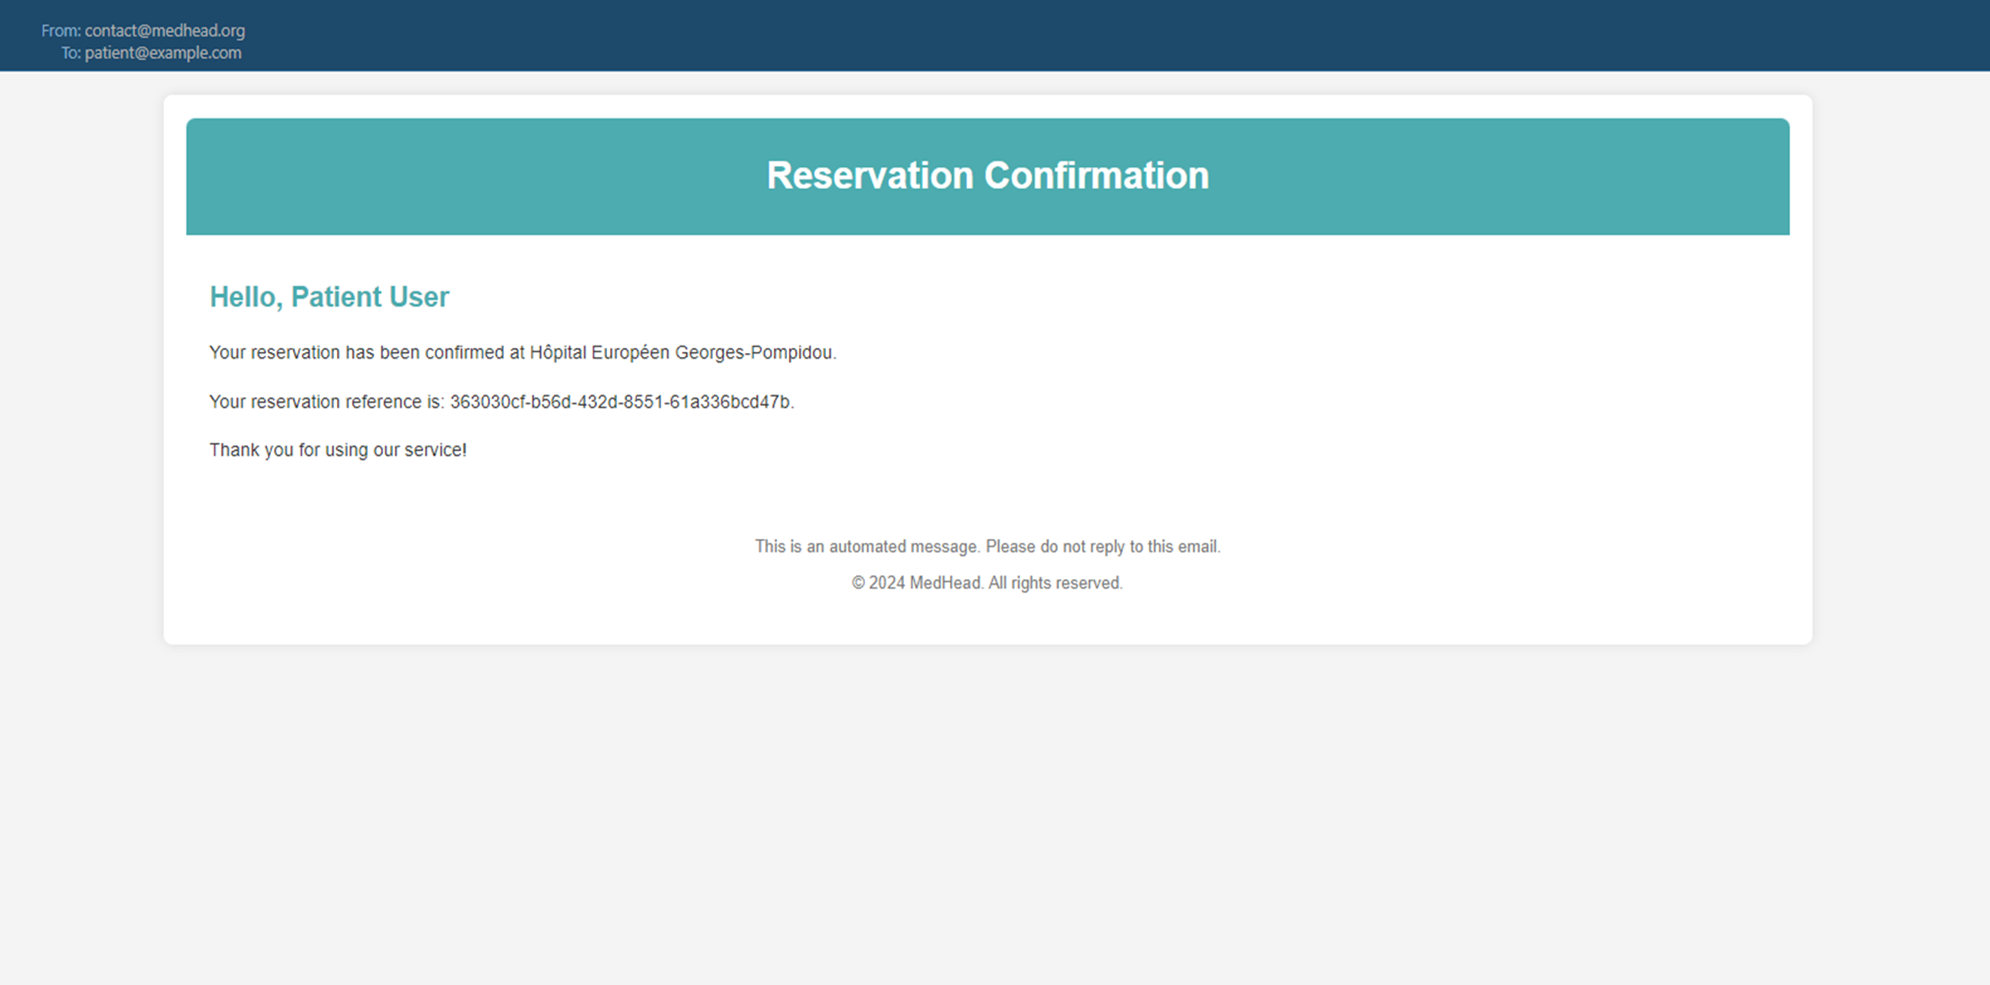 From: contact@medhead.org
To: patient@example.com
Reservation Confirmation
Hello, Patient User
Your reservation has been confirmed at Hôpital Européen Georges-Pompidou.
Your reservation reference is: 363030cf-b56d-432d-8551-61a336bcd47b.
Thank you for using our service!
This is an automated message. Please do not reply to this email.
© 2024 MedHead. All rights reserved.